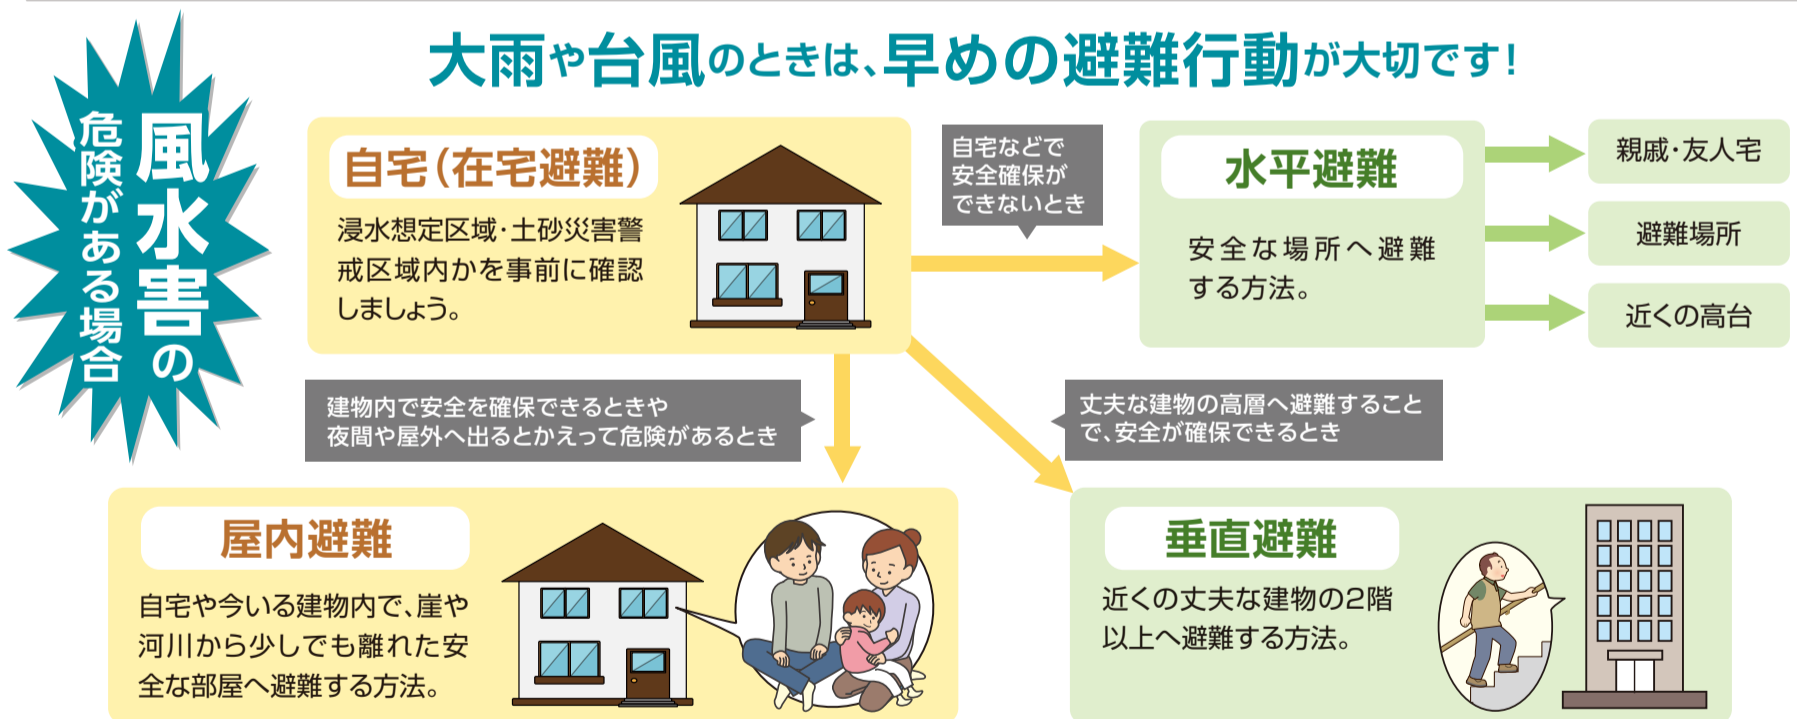 風水害の
危険がある場合
大雨や台風のときは、早めの避難行動が大切です!
自宅(在宅避難)
浸水想定区域・土砂災害警
戒区域内かを事前に確認
しましょう。
自宅などで
安全確保が
できないとき
水平避難
安全な場所へ避難
する方法。
親戚・友人宅
避難場所
近くの高台
建物内で安全を確保できるときや
夜間や屋外へ出るとかえって危険があるとき
丈夫な建物の高層へ避難すること
で、安全が確保できるとき
屋内避難
自宅や今いる建物内で、崖や
河川から少しでも離れた安
全な部屋へ避難する方法。
垂直避難
近くの丈夫な建物の2階
以上へ避難する方法。